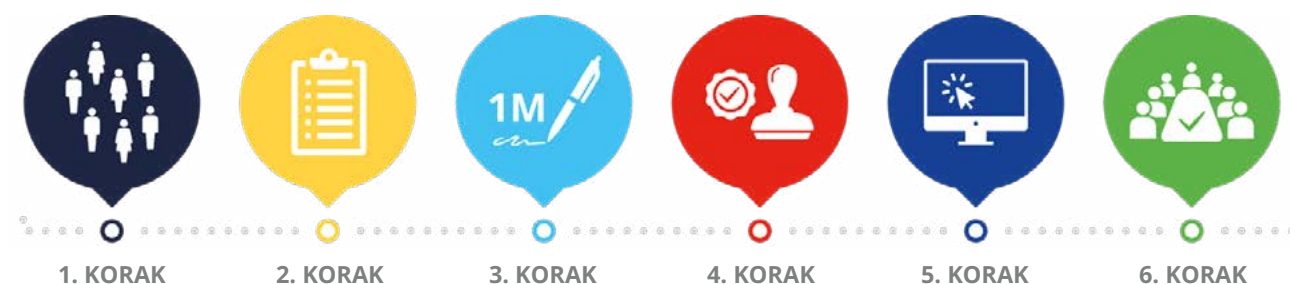 1M
1. KORAK
2. KORAK
3. KORAK
4. KORAK
5. KORAK
6. KORAK